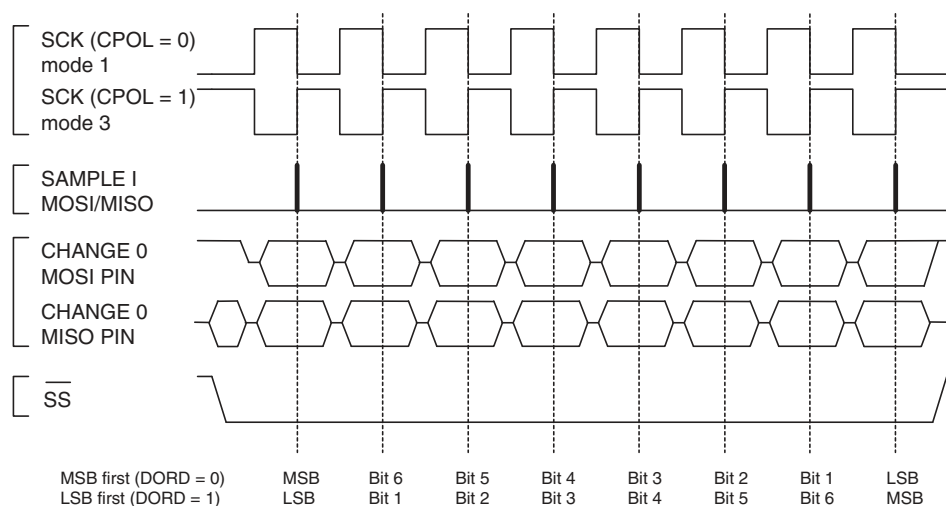 SCK (CPOL = 0)
mode 1
SCK (CPOL = 1)
mode 3
SAMPLE I
MOSI/MISO
CHANGE 0
MOSI PIN
CHANGE 0
MISO PIN
SS
MSB first (DORD = 0) MSB Bit 6 Bit 5 Bit 4 Bit 3 Bit 2 Bit 1 LSB
LSB first (DORD = 1) LSB Bit 1 Bit 2 Bit 3 Bit 4 Bit 5 Bit 6 MSB